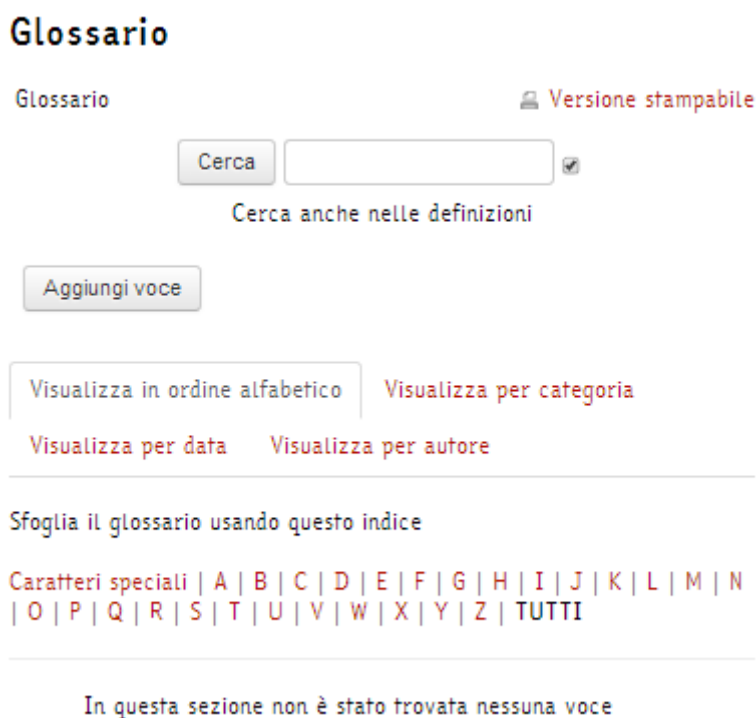 Glossario
Glossario
Versione stampabile
Cerca
Cerca anche nelle definizioni
Aggiungi voce
Visualizza in ordine alfabetico
Visualizza per categoria
Visualizza per data
Visualizza per autore
Sfoglia il glossario usando questo indice
Caratteri speciali | A | B | C | D | E | F | G | H | I | J | K | L | M | N
| O | P | Q | R | S | T | U | V | W | X | Y | Z | TUTTI
In questa sezione non è stato trovata nessuna voce